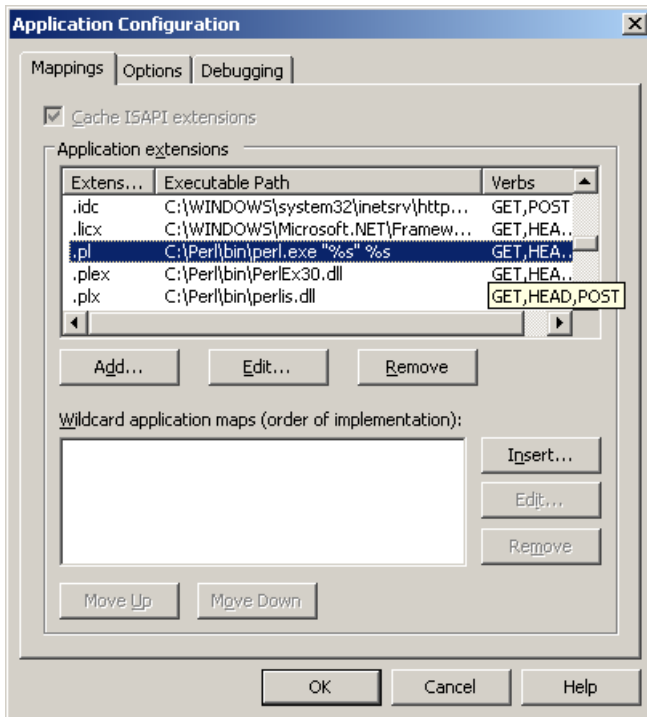 Application Configuration
Mappings Options Debugging
Cache ISAPI extensions
Application extensions
Extens... Executable Path Verbs
.idc C:\WINDOWS\system32\inetsrv\http... GET,POST
.licx C:\WINDOWS\Microsoft.NET\Framew... GET,HEA..
.pl C:\Perl\bin\perl.exe "%s" %s GET,HEA..
.plex C:\Perl\bin\PerlEx30.dll GET,HEA..
.plx C:\Perl\bin\perlis.dll GET,HEAD,POST
Add... Edit... Remove
Wildcard application maps (order of implementation):
Insert...
Edit...
Remove
Move Up Move Down
OK Cancel Help